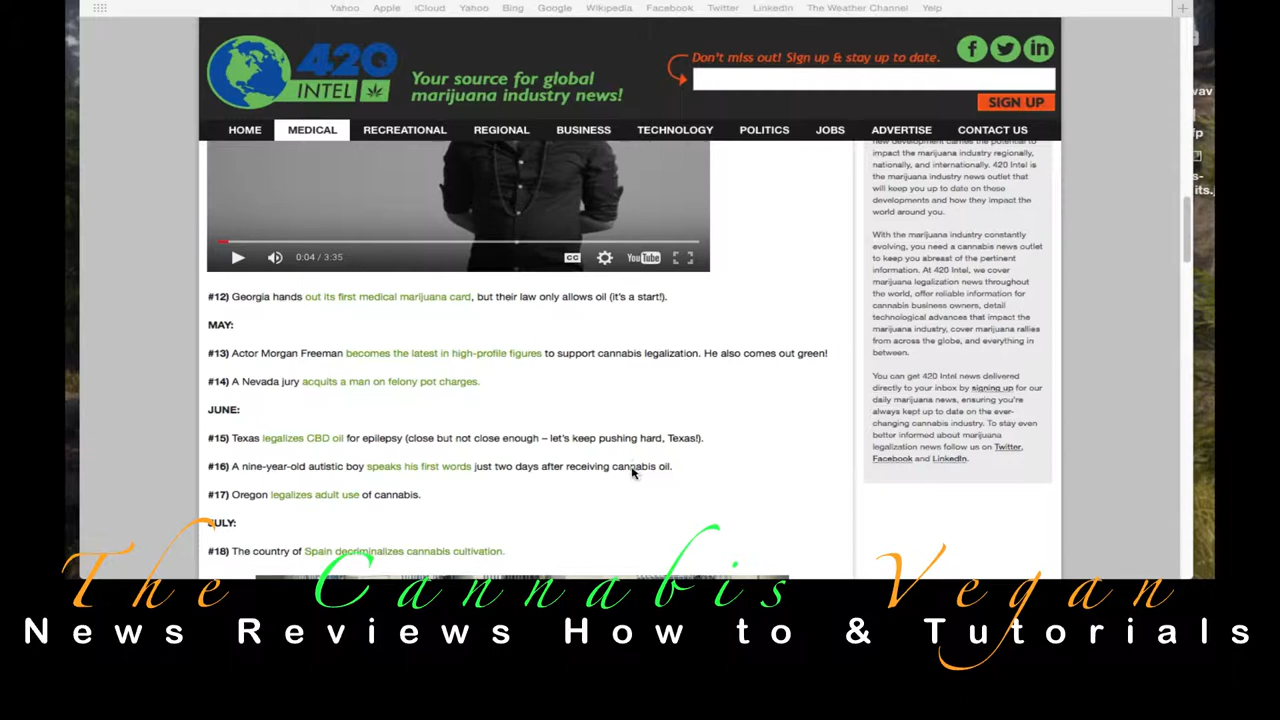 Yahoo Apple iCloud Yahoo Bing Google Wikipedia Facebook Twitter LinkedIn The Weather Channel Yelp
420
INTEL
Your source for global
marijuana industry news!
Don't miss out! Sign up & stay up to date.
SIGN UP
HOME MEDICAL RECREATIONAL REGIONAL BUSINESS TECHNOLOGY POLITICS JOBS ADVERTISE CONTACT US
0:04 / 3:35
CC
YouTube
#12) Georgia hands out its first medical marijuana card, but their law only allows oil (it's a start!).
MAY:
#13) Actor Morgan Freeman becomes the latest in high-profile figures to support cannabis legalization. He also comes out green!
#14) A Nevada jury acquits a man on felony pot charges.
JUNE:
#15) Texas legalizes CBD oil for epilepsy (close but not close enough – let's keep pushing hard, Texas!).
#16) A nine-year-old autistic boy speaks his first words just two days after receiving cannabis oil.
#17) Oregon legalizes adult use of cannabis.
JULY:
#18) The country of Spain decriminalizes cannabis cultivation.
new development carries the potential to
impact the marijuana industry regionally,
nationally, and internationally. 420 Intel is
the marijuana industry news outlet that
will keep you up to date on these
developments and how they impact the
world around you.
With the marijuana industry constantly
evolving, you need a cannabis news outlet
to keep you abreast of the pertinent
information. At 420 Intel, we cover
marijuana legalization news throughout
the world, offer reliable information for
cannabis business owners, detail
technological advances that impact the
marijuana industry, cover marijuana rallies
from across the globe, and everything in
between.
You can get 420 Intel news delivered
directly to your inbox by signing up for our
daily marijuana news, ensuring you're
always kept up to date on the ever-
changing cannabis industry. To stay even
better informed about marijuana
legalization news follow us on Twitter,
Facebook and LinkedIn.
The Cannabis Vegan
News Reviews How to & Tutorials